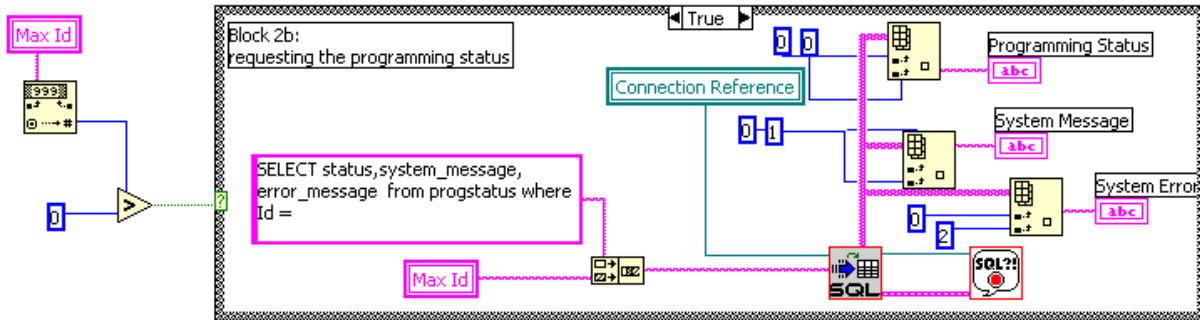 Max Id
999
#
0
>
?
True
Block 2b:
requesting the programming status
SELECT status,system_message,
error_message from progstatus where
Id =
Max Id
Connection Reference
0 0
Programming Status
abc
0 1
System Message
abc
0
2
System Error
abc
SQL
SQL?!